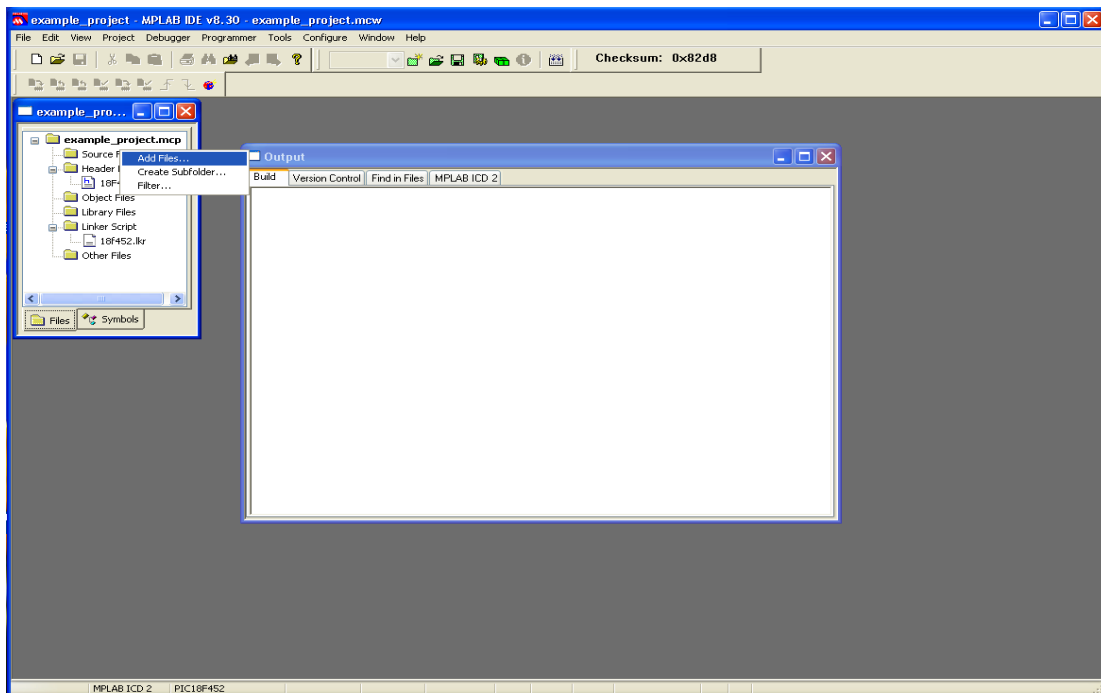 example_project - MPLAB IDE v8.30 - example_project.mcw
File Edit View Project Debugger Programmer Tools Configure Window Help
Checksum: 0x82d8
example_pro...
example_project.mcp
Source F
Add Files...
Header
Create Subfolder...
18F4
Filter...
Object Files
Library Files
Linker Script
18f452.lkr
Other Files
Files Symbols
Output
Build Version Control Find in Files MPLAB ICD 2
MPLAB ICD 2 PIC18F452